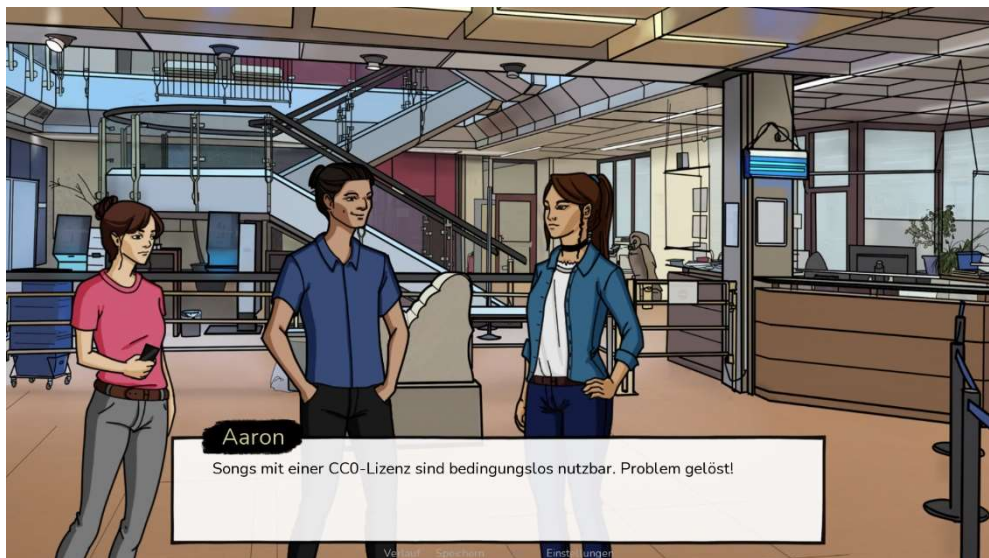 Aaron
Songs mit einer CC0-Lizenz sind bedingungslos nutzbar. Problem gelöst!
Verlauf Speichern Einstellungen